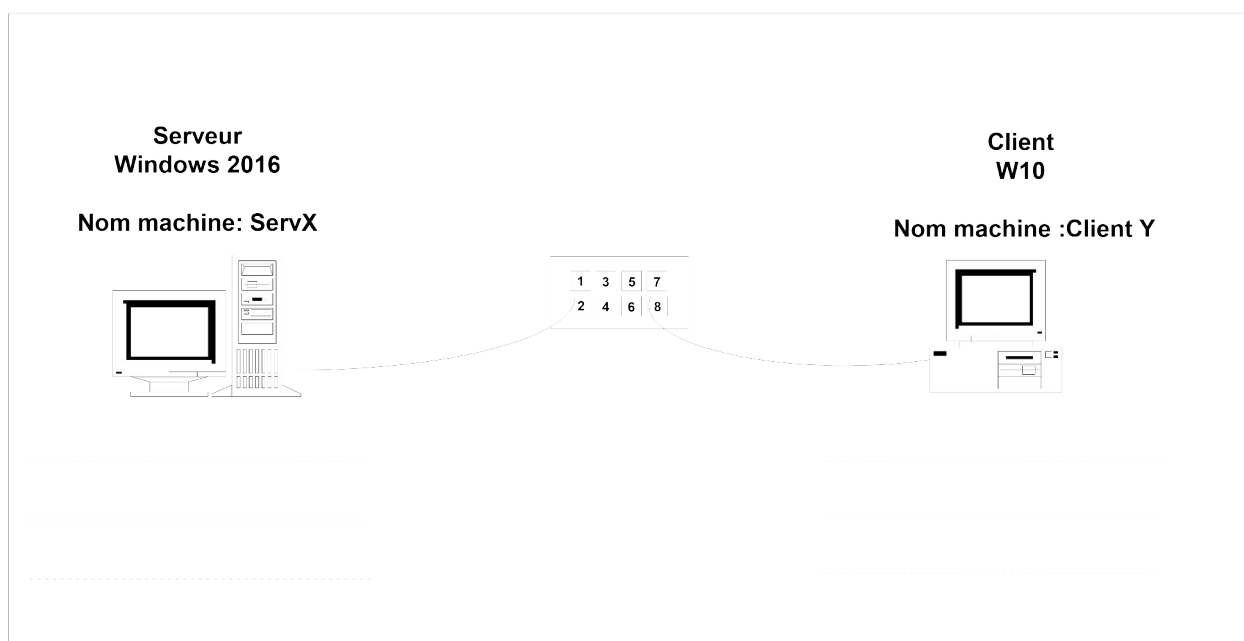 Serveur
Windows 2016
Nom machine: ServX
Client
W10
Nom machine :Client Y
1 3 5 7
2 4 6 8